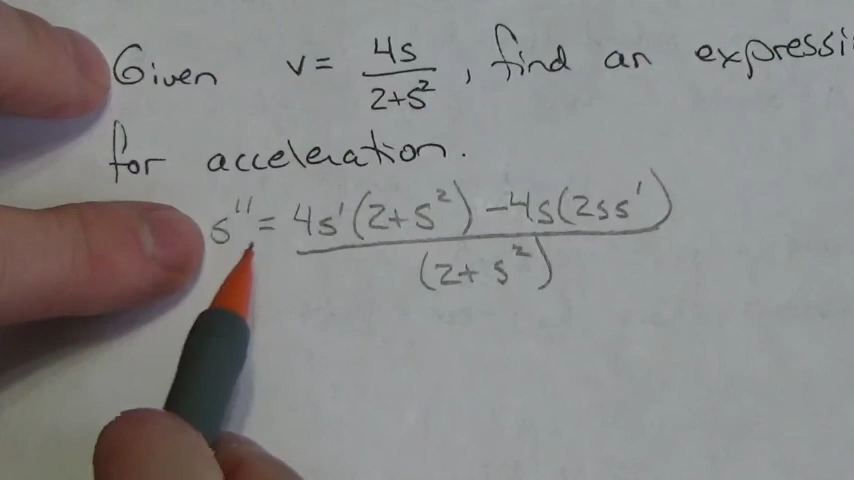 Given v = 4s / 2+s², find an expressi
for acceleration.
s'' = 4s'(2+s²) - 4s(2ss') / (2+s²)